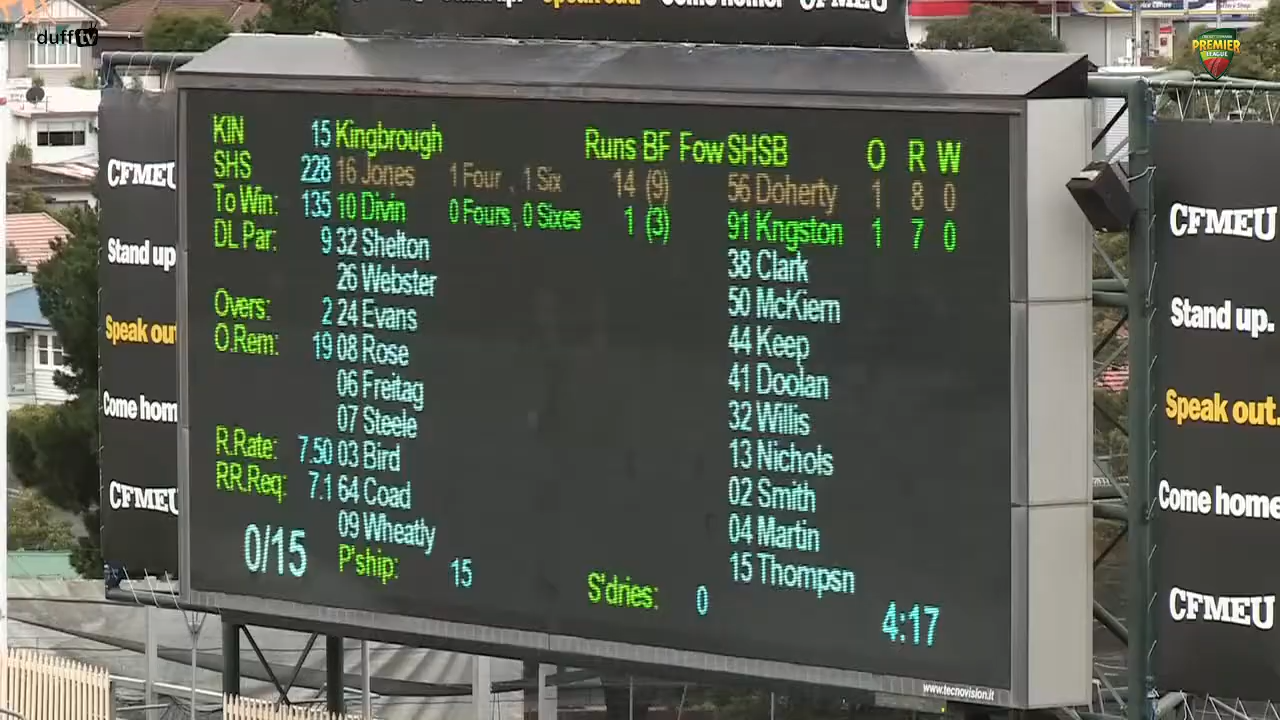 Speak out. Come home. CFMEU
duff tv
PREMIER
LEAGUE
KIN 15 Kingbrough Runs BF Fow SHSB O R W
SHS 228 16 Jones 1 Four , 1 Six 14 (9) 56 Doherty 1 8 0
To Win: 135 10 Divin 0 Fours, 0 Sixes 1 (3) 91 Kngston 1 7 0
DL Par: 9 32 Shelton 38 Clark
26 Webster 50 McKiern
Overs: 2 24 Evans 44 Keep
O.Rem: 19 08 Rose 41 Doolan
06 Freitag 32 Willis
07 Steele 13 Nichols
R.Rate: 7.50 03 Bird 02 Smith
RR.Req: 7.1 64 Coad 04 Martin
09 Wheatly 15 Thompsn
0/15 P'ship: 15 S'dries: 0 4:17
www.tecnovision.it
CFMEU
Stand up
Speak out
Come hom
CFMEU
CFMEU
Stand up.
Speak out.
Come home
CFMEU